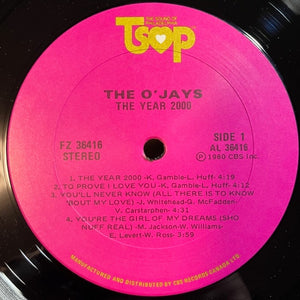 THE SOUND OF
PHILADELPHIA
TSOP
THE O'JAYS
THE YEAR 2000
FZ 36416
STEREO
SIDE 1
AL 36416
Ⓟ 1980 CBS Inc.
1. THE YEAR 2000 -K. Gamble-L. Huff- 4:19
2. TO PROVE I LOVE YOU -K. Gamble-L. Huff- 4:12
3. YOU'LL NEVER KNOW (ALL THERE IS TO KNOW
'BOUT MY LOVE) -J. Whitehead-G. McFadden-
V. Carstarphen- 4:31
4. YOU'RE THE GIRL OF MY DREAMS (SHO
NUFF REAL) -M. Jackson-W. Williams-
E. Levert-W. Ross- 3:59
MANUFACTURED AND DISTRIBUTED BY CBS RECORDS CANADA LTD.